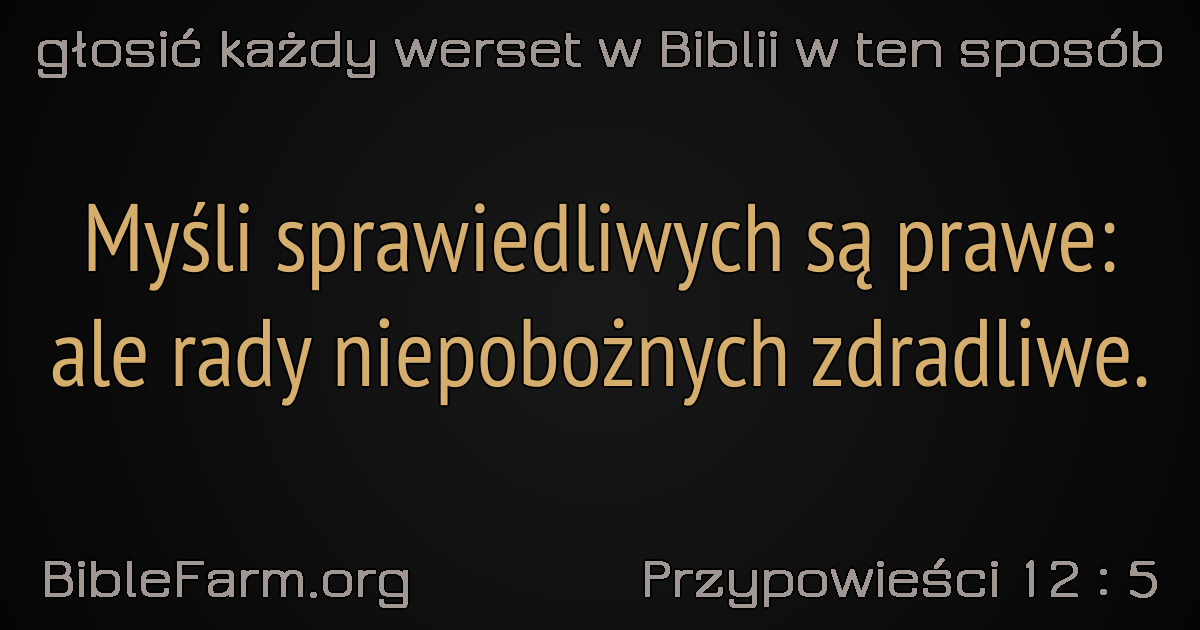 głosić każdy werset w Biblii w ten sposób
Myśli sprawiedliwych są prawe:
ale rady niepobożnych zdradliwe.
BibleFarm.org
Przypowieści 12 : 5